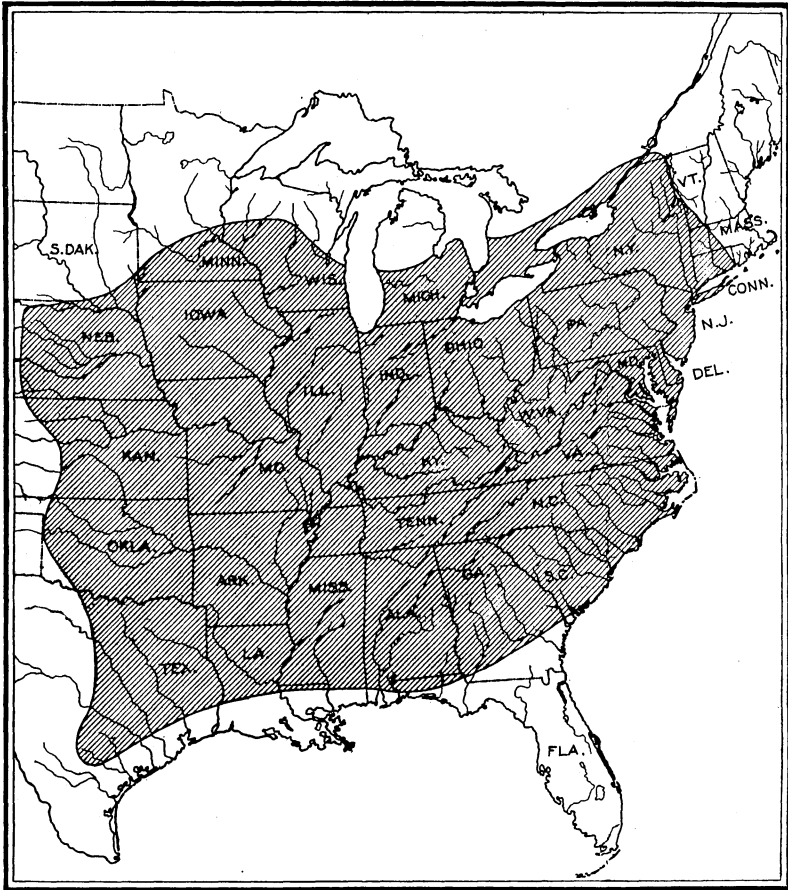 VT.
MASS.
S.DAK.
MINN.
WIS.
N.Y.
CONN.
MICH.
IOWA
NEB.
PA.
N.J.
OHIO
IND.
ILL.
MD.
DEL.
W.VA.
KAN.
MO.
KY.
VA.
N.C.
TENN.
OKLA.
ARK.
MISS.
ALA.
GA.
S.C.
TEX.
LA.
FLA.